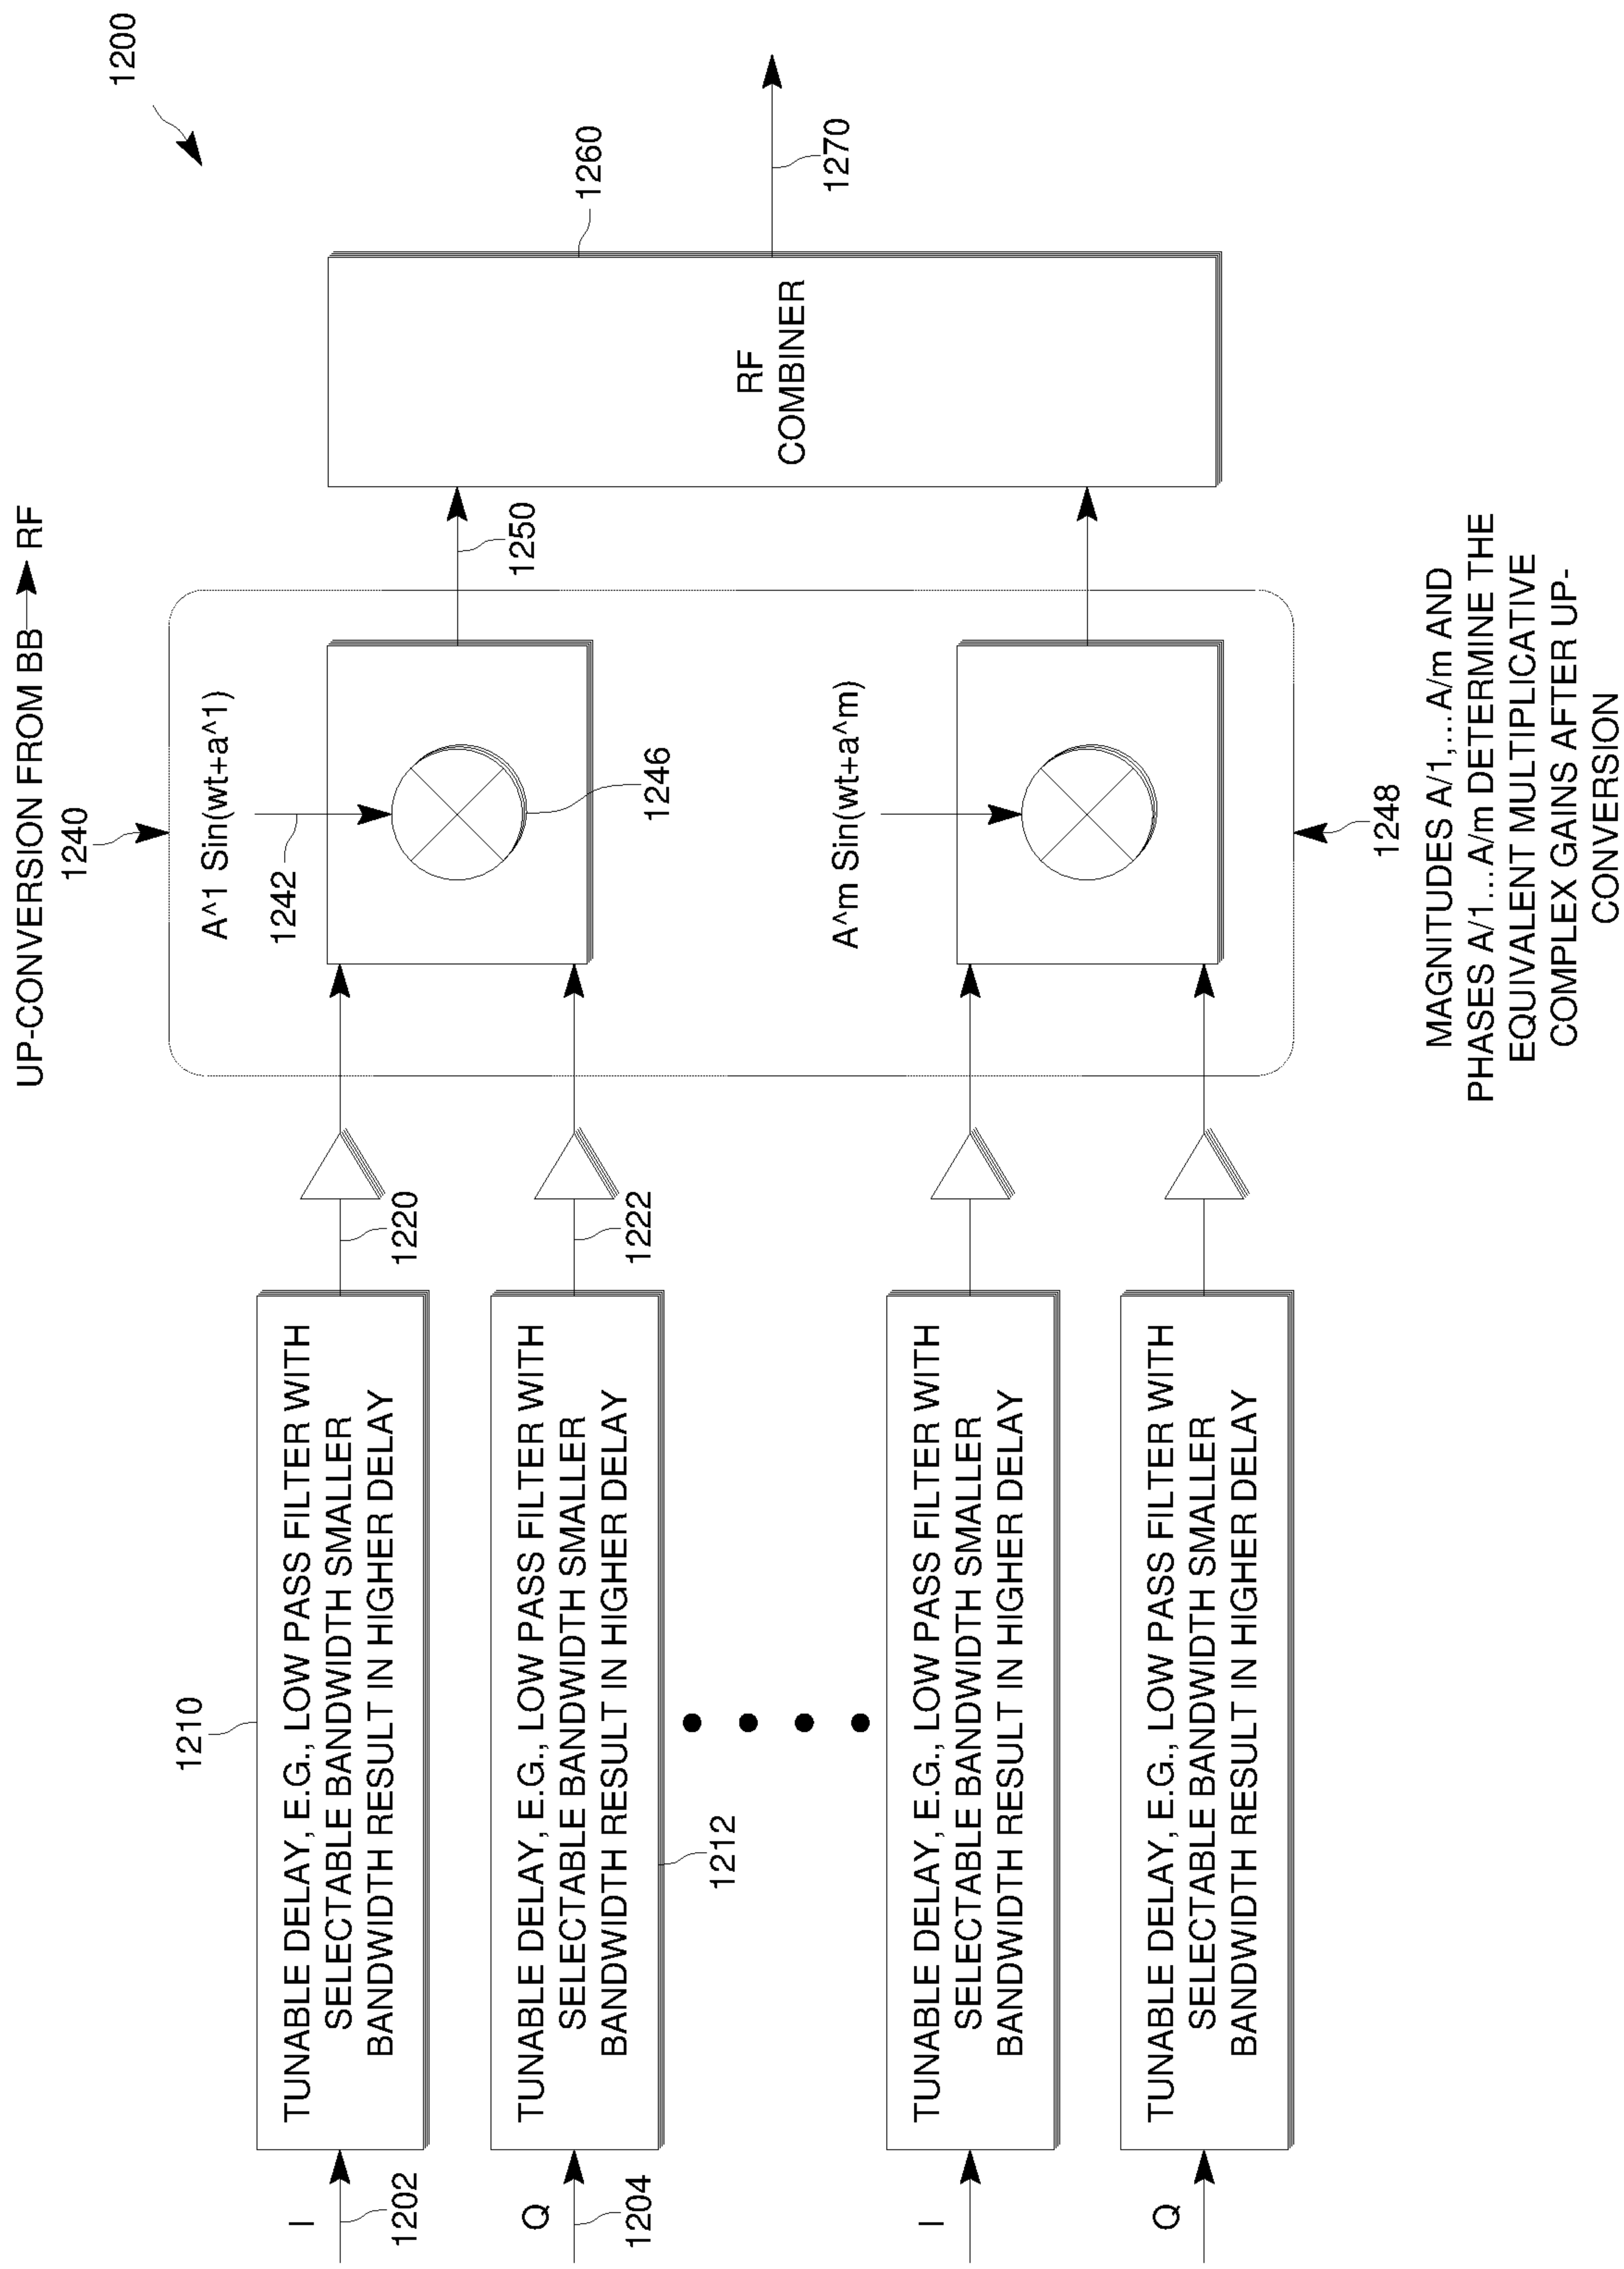 1200
UP-CONVERSION FROM BB RF
1240
I
1202
1210
TUNABLE DELAY, E.G., LOW PASS FILTER WITH
SELECTABLE BANDWIDTH SMALLER
BANDWIDTH RESULT IN HIGHER DELAY
1220
A^1 Sin(wt+a^1)
1242
1246
1250
1260
RF
COMBINER
1270
Q
1204
TUNABLE DELAY, E.G., LOW PASS FILTER WITH
SELECTABLE BANDWIDTH SMALLER
BANDWIDTH RESULT IN HIGHER DELAY
1212
1222
I
TUNABLE DELAY, E.G., LOW PASS FILTER WITH
SELECTABLE BANDWIDTH SMALLER
BANDWIDTH RESULT IN HIGHER DELAY
A^m Sin(wt+a^m)
Q
TUNABLE DELAY, E.G., LOW PASS FILTER WITH
SELECTABLE BANDWIDTH SMALLER
BANDWIDTH RESULT IN HIGHER DELAY
1248
MAGNITUDES A/1,...A/m AND
PHASES A/1...A/m DETERMINE THE
EQUIVALENT MULTIPLICATIVE
COMPLEX GAINS AFTER UP-
CONVERSION